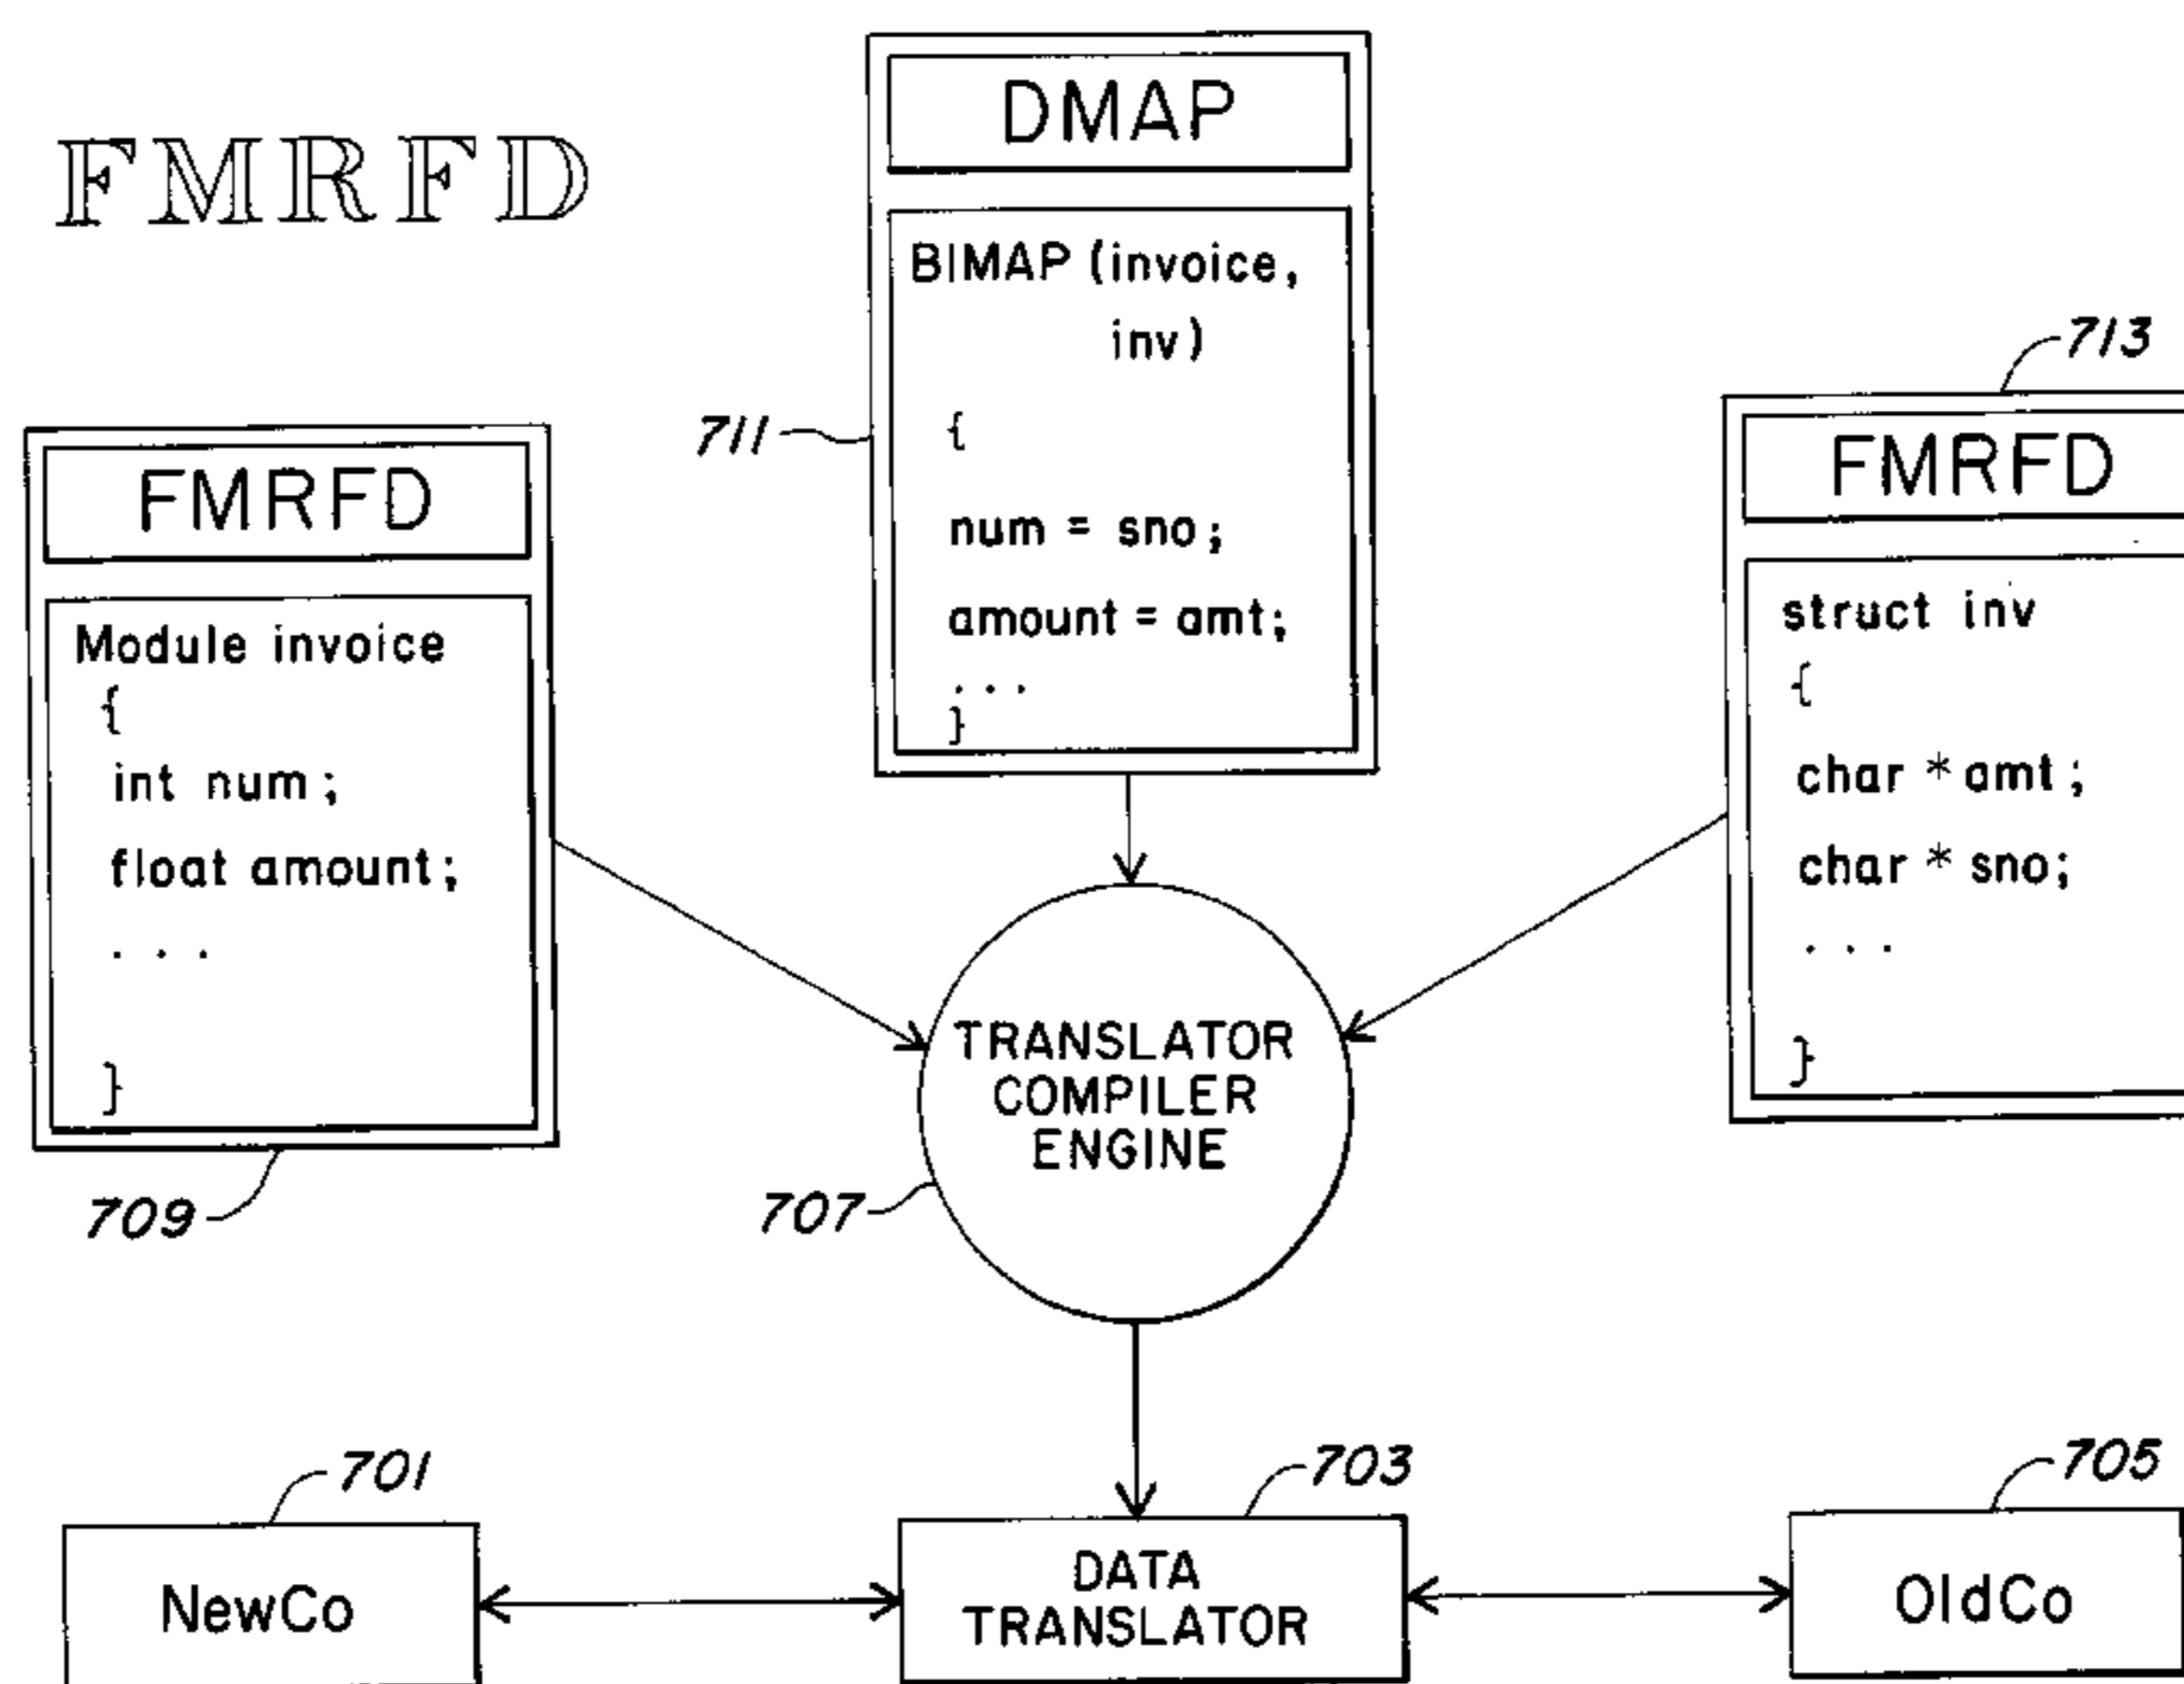 FMRFD
DMAP
BIMAP (invoice,
inv)
{
num = sno;
amount = amt;
...
}
711
FMRFD
Module invoice
{
int num;
float amount;
...
}
709
713
FMRFD
struct inv
{
char * amt;
char * sno;
...
}
TRANSLATOR
COMPILER
ENGINE
707
701
NewCo
703
DATA
TRANSLATOR
705
OldCo